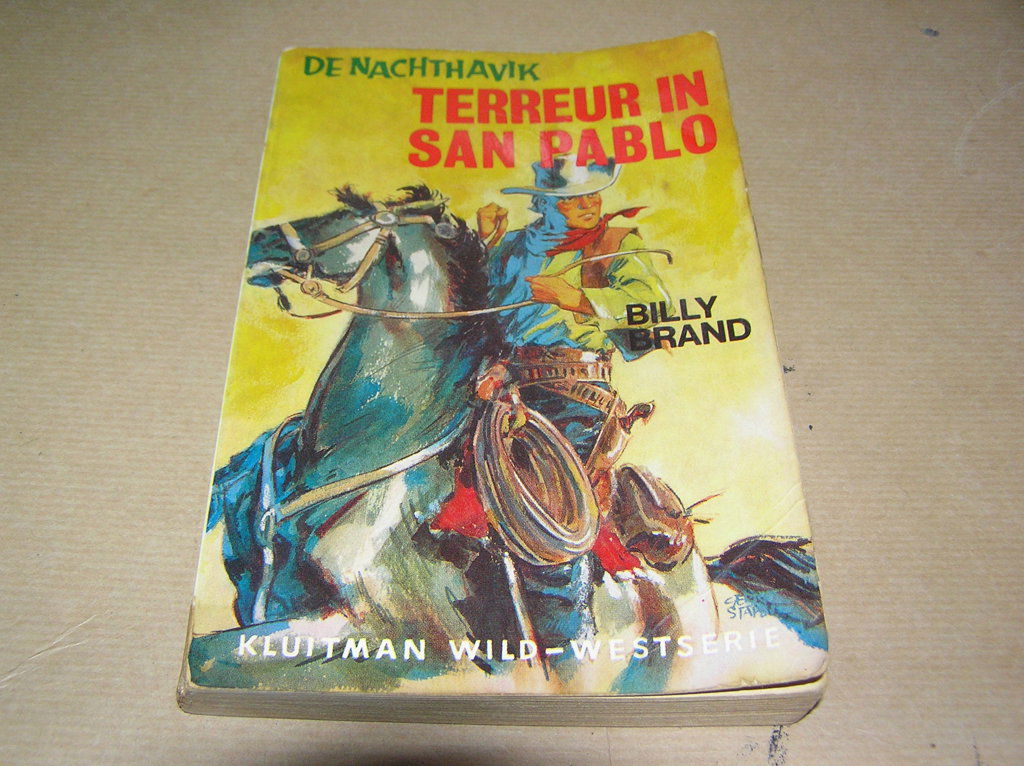 DE NACHTHAVIK
TERREUR IN
SAN PABLO
BILLY
BRAND
KLUITMAN WILD-WESTSERIE